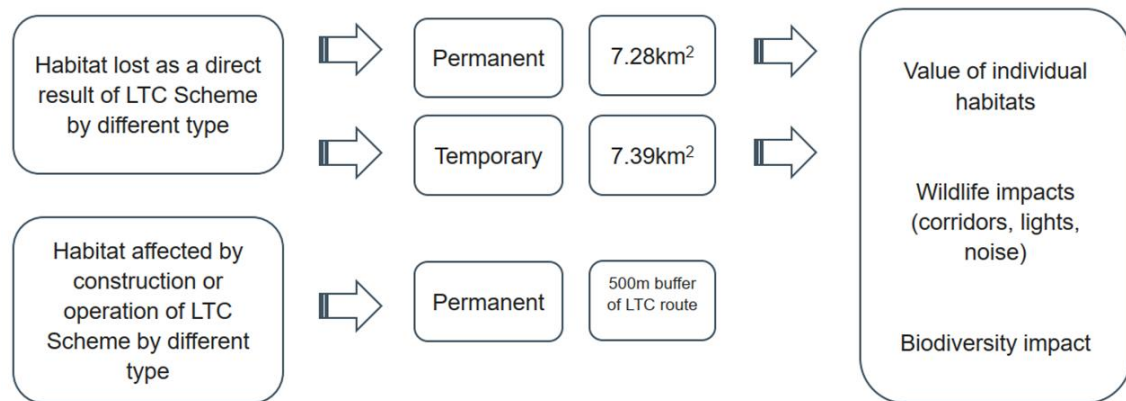 Habitat lost as a direct
result of LTC Scheme
by different type
Permanent
7.28km²
Temporary
7.39km²
Habitat affected by
construction or
operation of LTC
Scheme by different
type
Permanent
500m buffer
of LTC route
Value of individual
habitats
Wildlife impacts
(corridors, lights,
noise)
Biodiversity impact